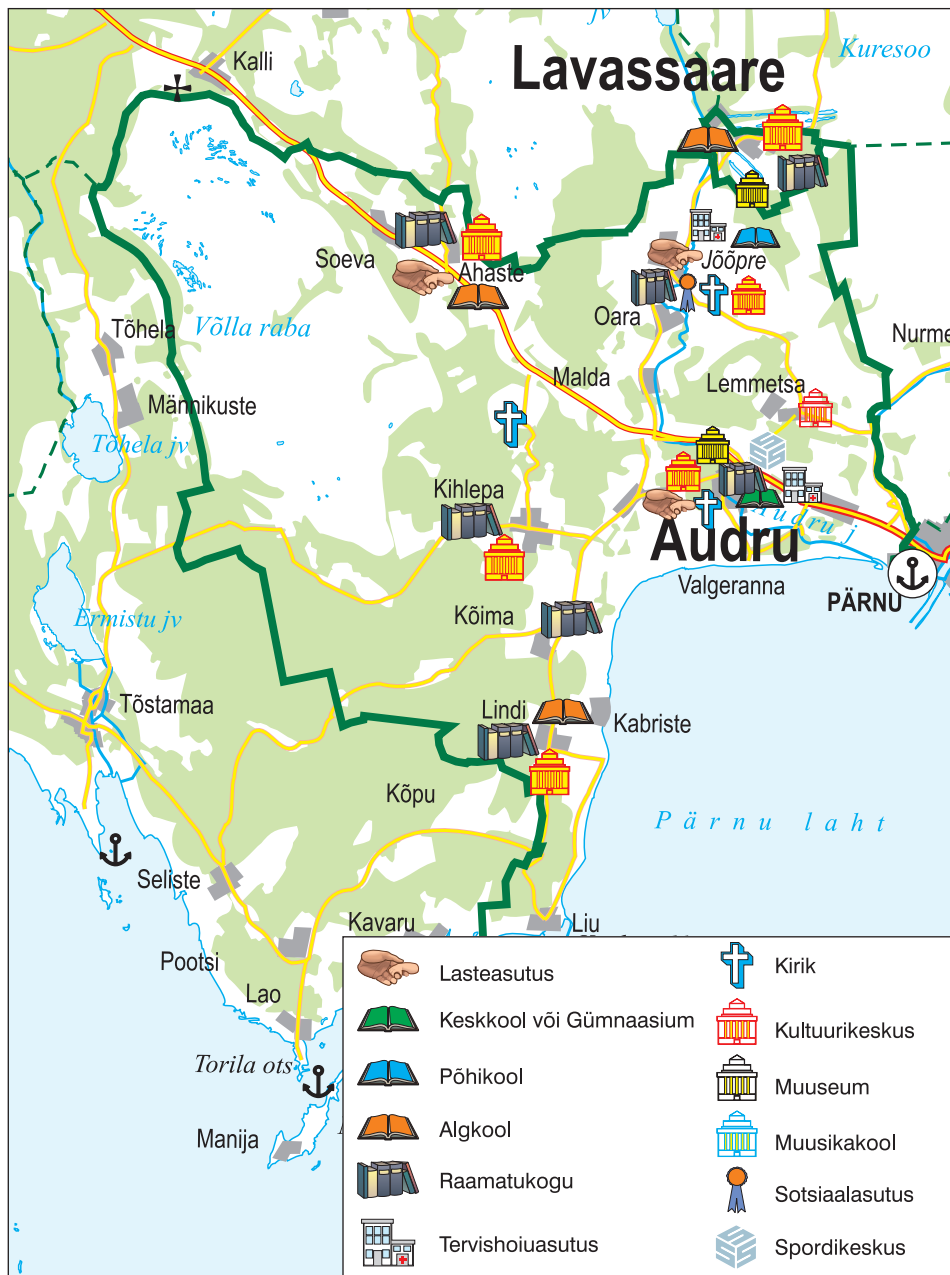 jv
Kuresoo
Kalli
Lavassaare
Soeva
Ahaste
Jõõpre
Võlla raba
Oara
Tõhela
Nurme
Malda
Lemmetsa
Männikuste
Tõhela jv
Kihlepa
Audru j
Audru
Valgeranna
PÄRNU
Kõima
Ermistu jv
Tõstamaa
Lindi
Kabriste
Kõpu
Pärnu laht
Seliste
Kavaru
Liu
Pootsi
Lao
Torila ots
Manija
Lasteasutus
Keskkool või Gümnaasium
Põhikool
Algkool
Raamatukogu
Tervishoiuasutus
Kirik
Kultuurikeskus
Muuseum
Muusikakool
Sotsiaalasutus
Spordikeskus